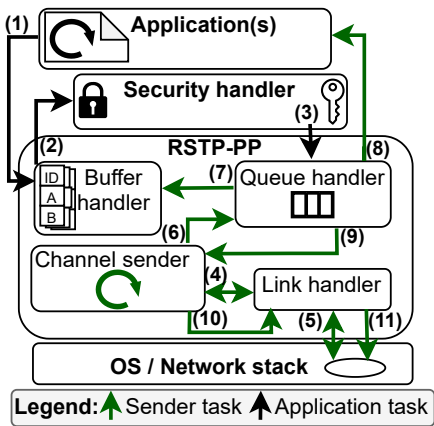 (1)
Application(s)
Security handler
(2)
(3)
RSTP-PP
(8)
ID
A
B
Buffer
handler
(7)
Queue handler
(6)
(9)
Channel sender
(4)
Link handler
(10)
(5)
(11)
OS / Network stack
Legend: Sender task Application task